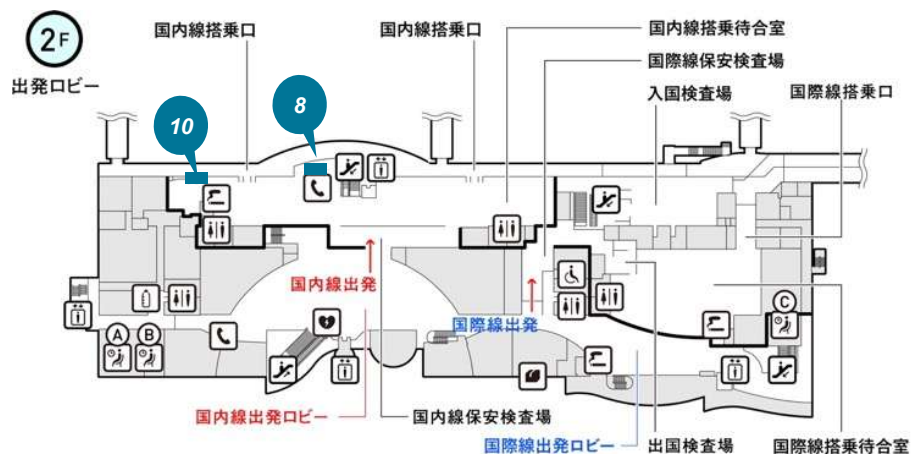 2F
出発ロビー
国内線搭乗口
国内線搭乗口
国内線搭乗待合室
国際線保安検査場
入国検査場
国際線搭乗口
10
8
国内線出発
国際線出発
A
B
C
国内線出発ロビー
国内線保安検査場
国際線出発ロビー
出国検査場
国際線搭乗待合室